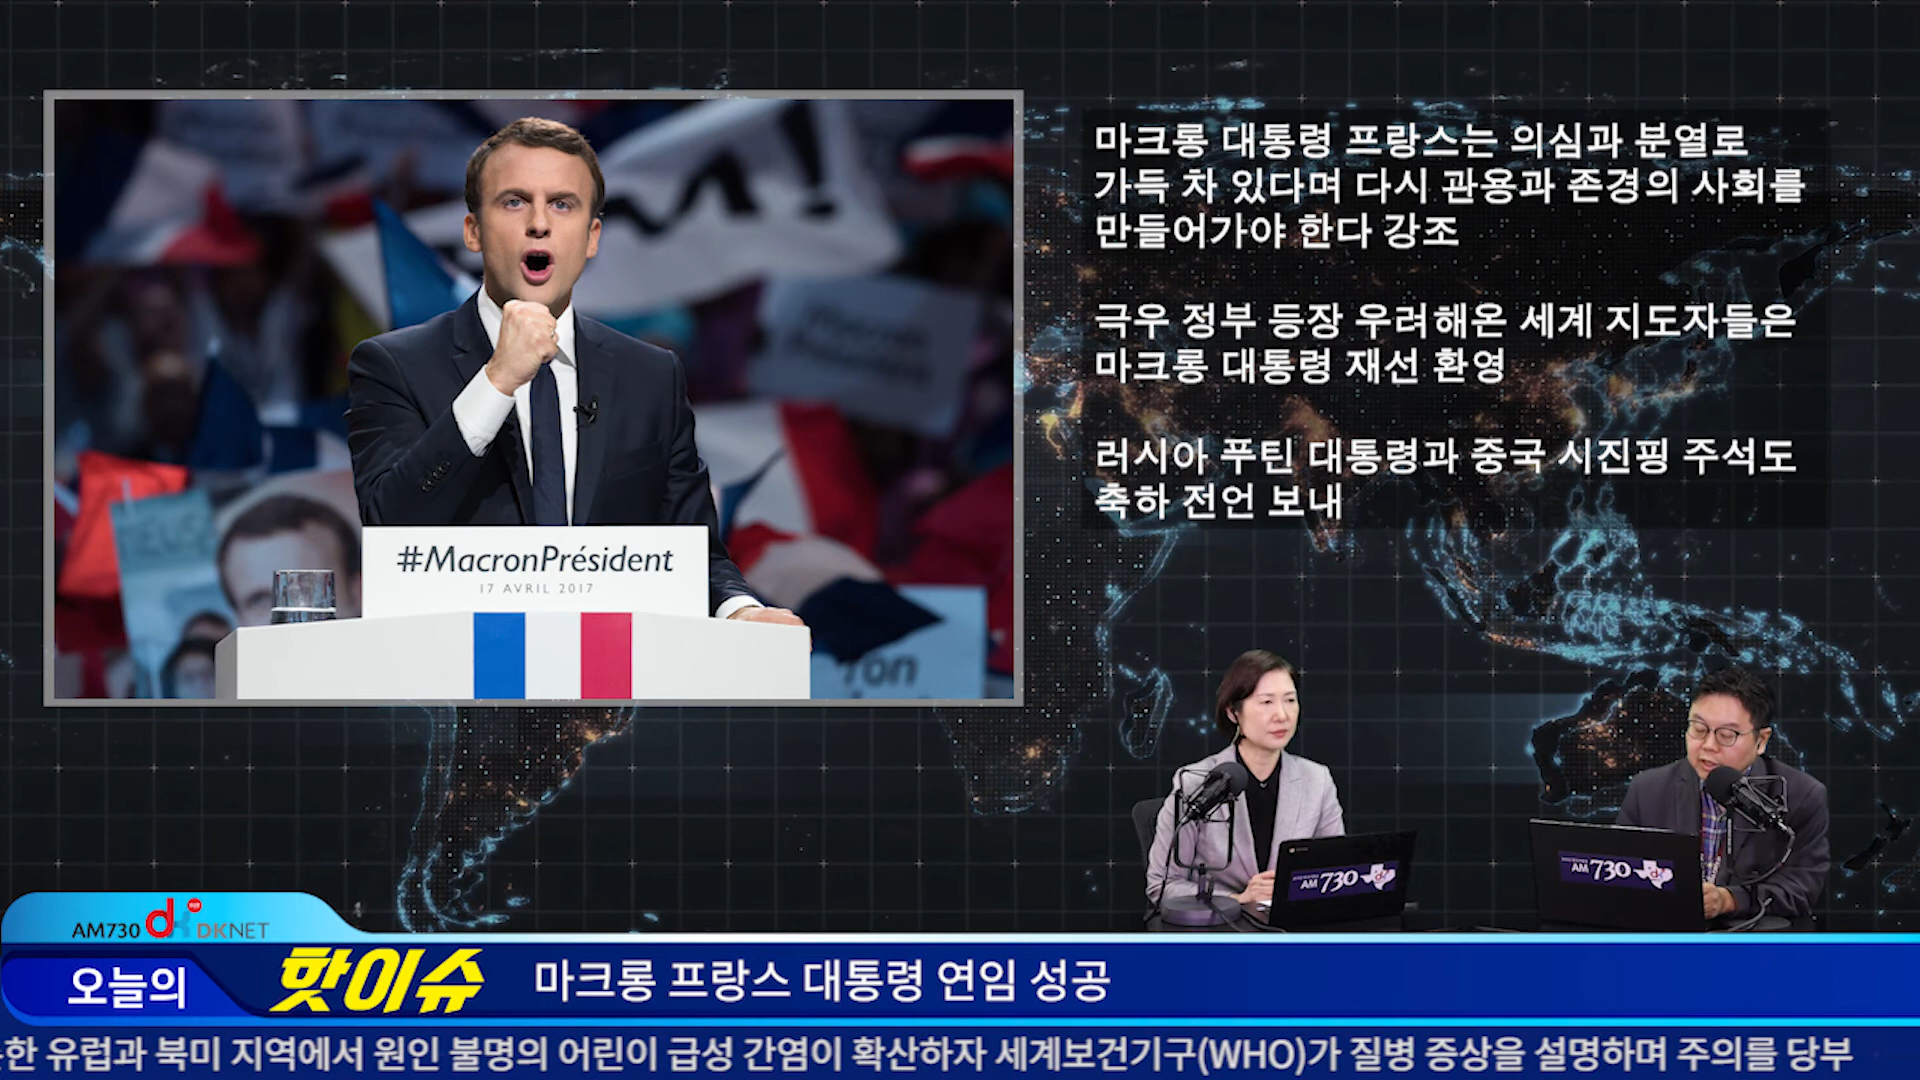 마크롱 대통령 프랑스는 의심과 분열로
가득 차 있다며 다시 관용과 존경의 사회를
만들어가야 한다 강조
극우 정부 등장 우려해온 세계 지도자들은
마크롱 대통령 재선 환영
러시아 푸틴 대통령과 중국 시진핑 주석도
축하 전언 보내
#MacronPrésident
17 AVRIL 2017
AM 730
AM 730
AM730 dk DKNET
오늘의 핫이슈 마크롱 프랑스 대통령 연임 성공
유럽과 북미 지역에서 원인 불명의 어린이 급성 간염이 확산하자 세계보건기구(WHO)가 질병 증상을 설명하며 주의를 당부